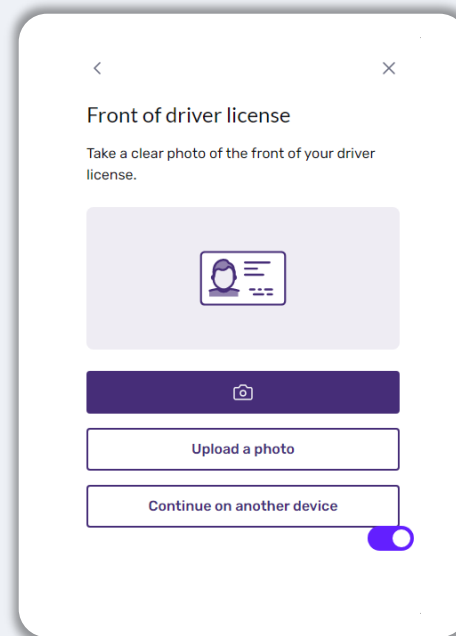 Front of driver license
Take a clear photo of the front of your driver
license.
Upload a photo
Continue on another device